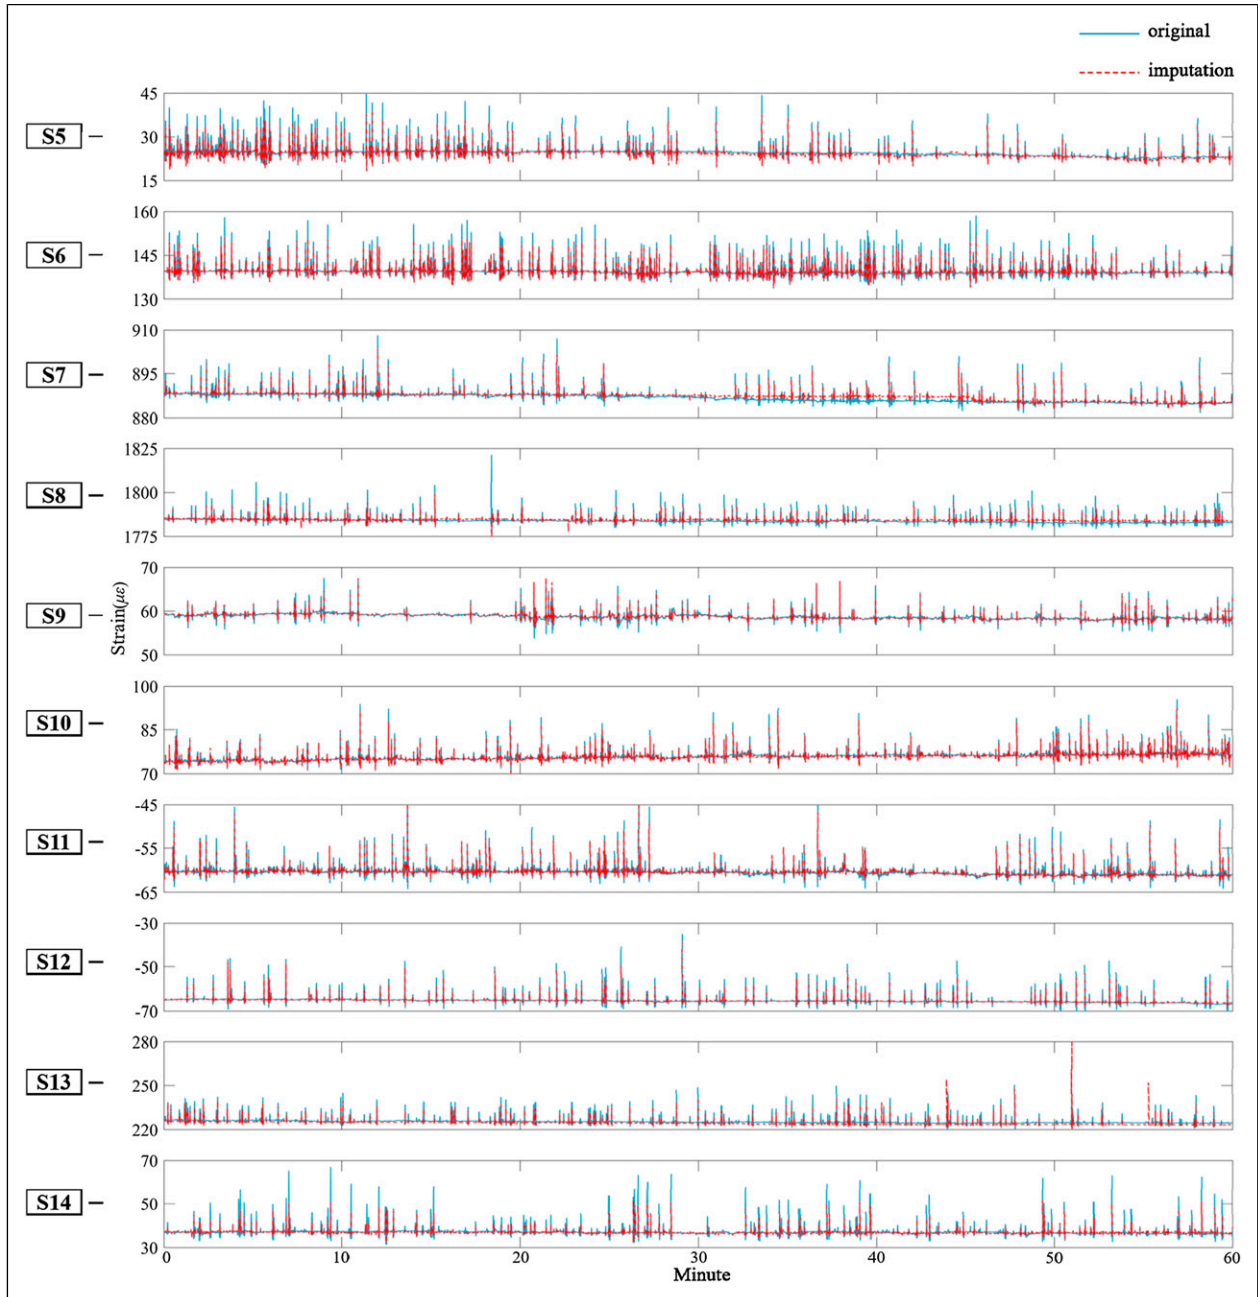 original
imputation
45
S5
30
15
160
S6
145
130
910
S7
895
880
1825
S8
1800
1775
70
S9
60
50
Strain(με)
100
S10
85
70
-45
S11
-55
-65
-30
S12
-50
-70
280
S13
250
220
70
S14
50
30
0 10 20 30 40 50 60
Minute